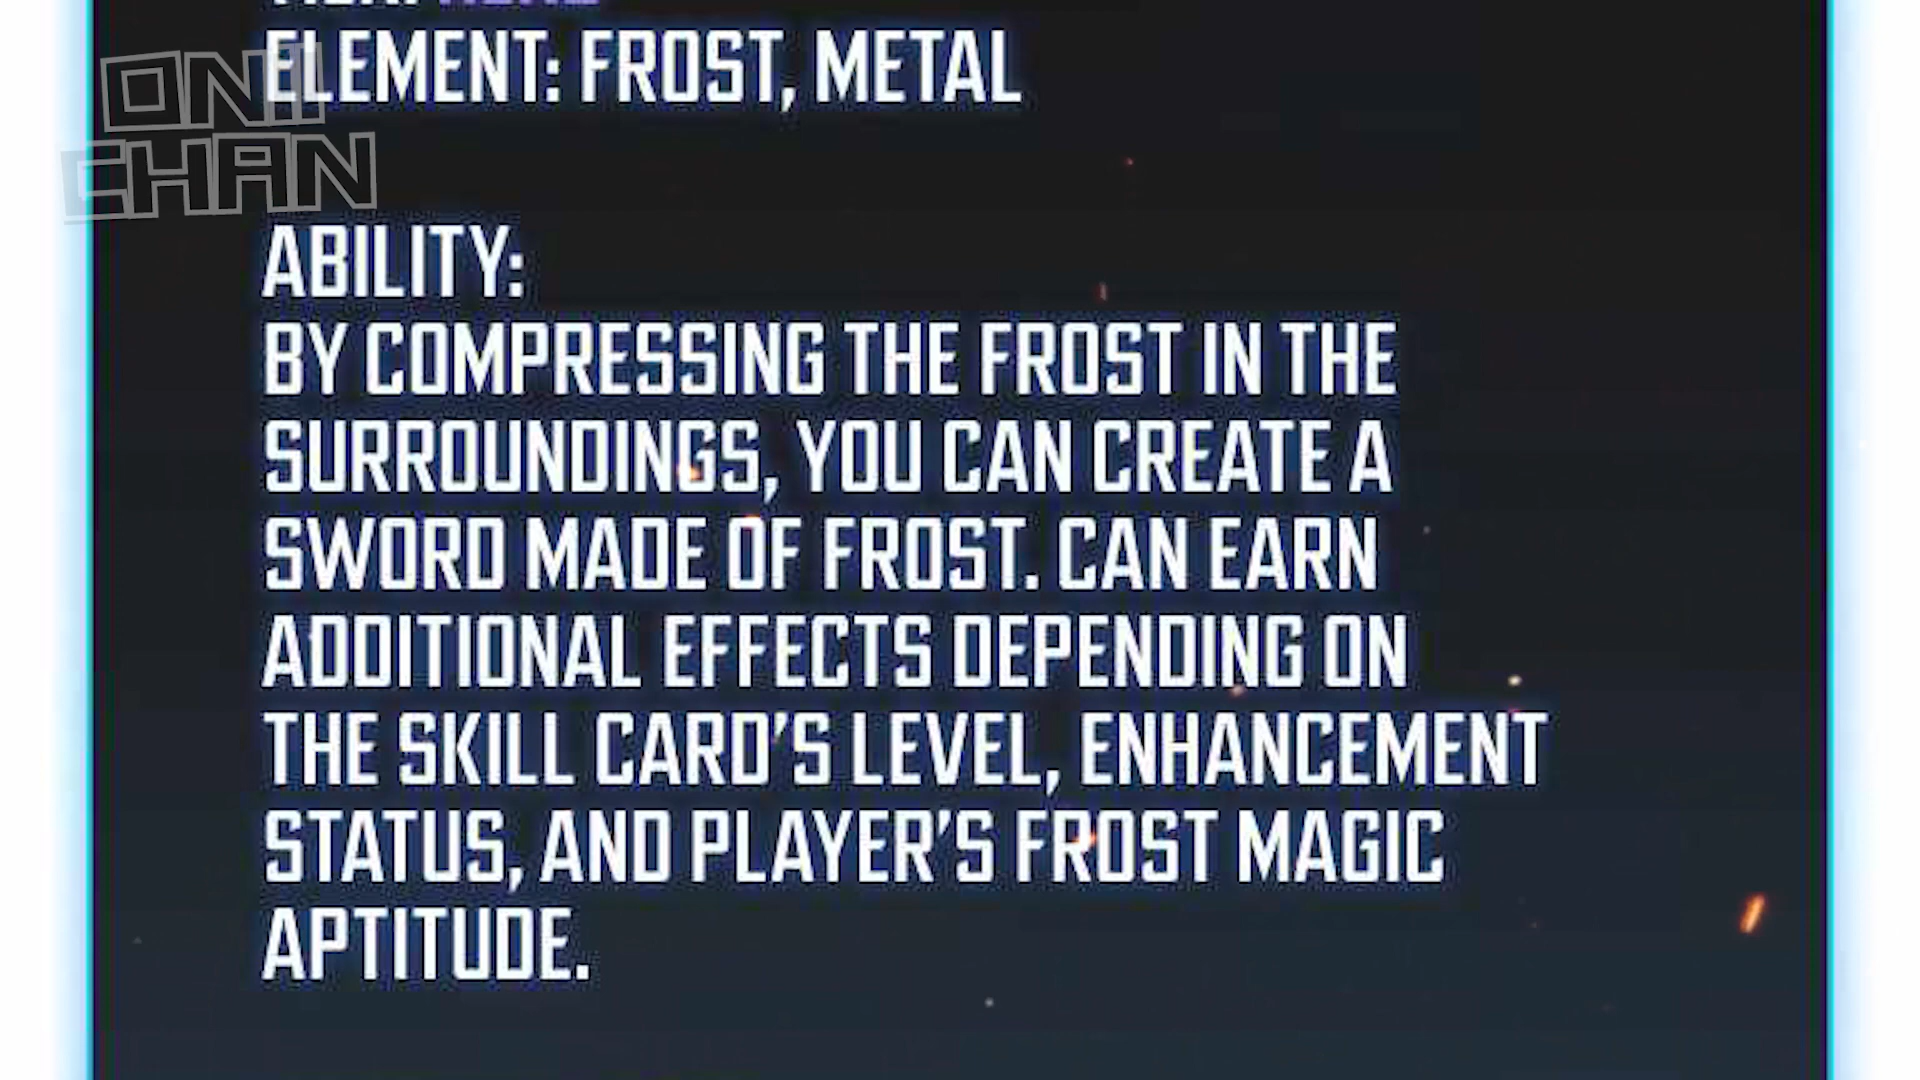 ELEMENT: FROST, METAL
ONII
CHAN
ABILITY:
BY COMPRESSING THE FROST IN THE
SURROUNDINGS, YOU CAN CREATE A
SWORD MADE OF FROST. CAN EARN
ADDITIONAL EFFECTS DEPENDING ON
THE SKILL CARD'S LEVEL, ENHANCEMENT
STATUS, AND PLAYER'S FROST MAGIC
APTITUDE.